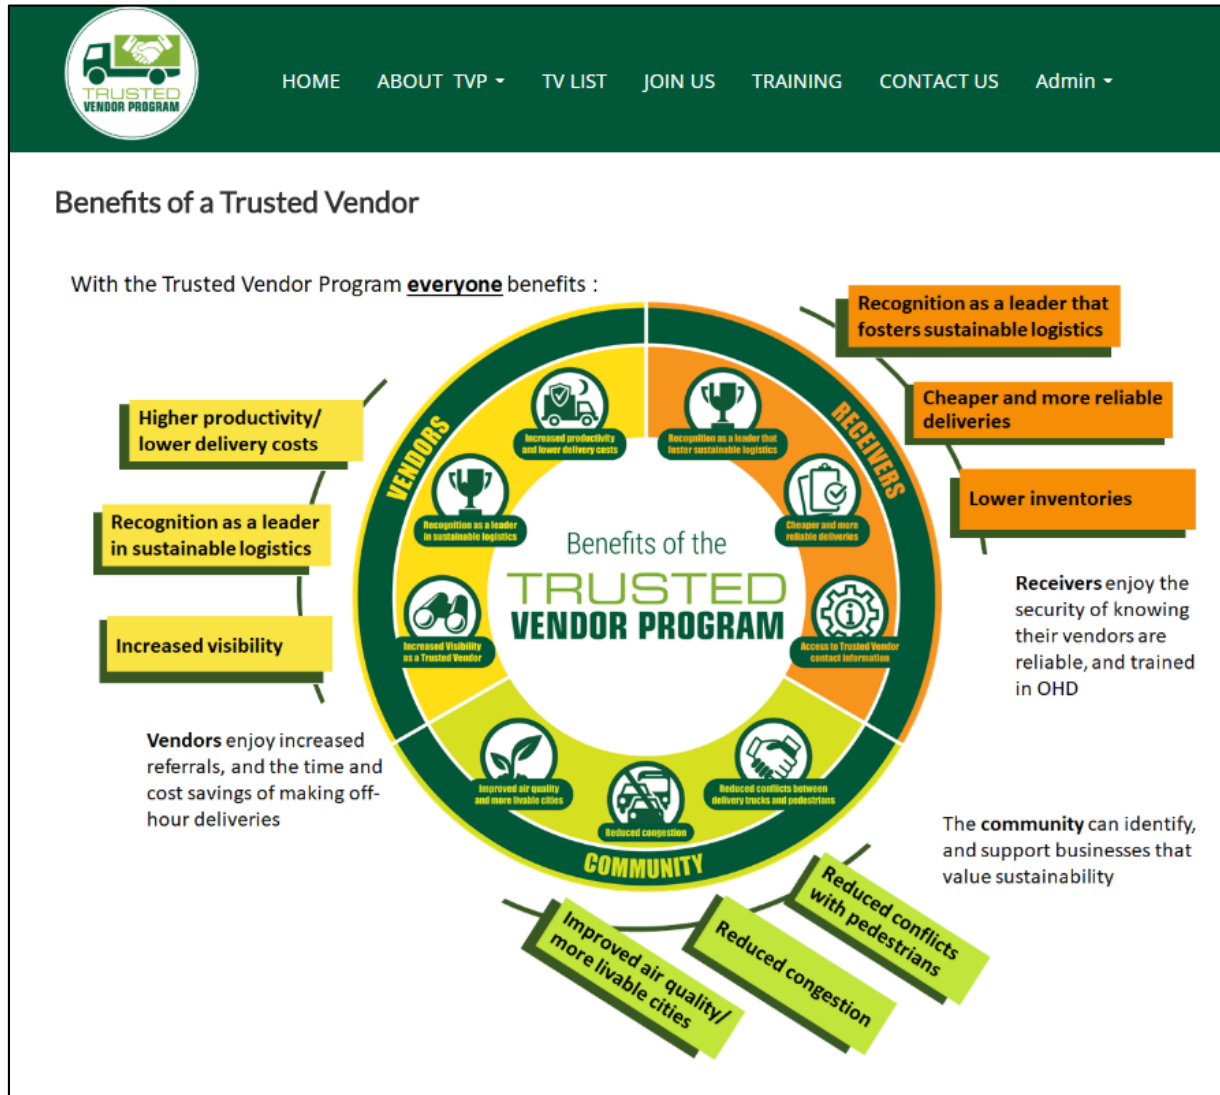 TRUSTED
VENDOR PROGRAM
HOME ABOUT TVP TV LIST JOIN US TRAINING CONTACT US Admin
Benefits of a Trusted Vendor
With the Trusted Vendor Program everyone benefits :
Higher productivity/
lower delivery costs
Recognition as a leader
in sustainable logistics
Increased visibility
Vendors enjoy increased
referrals, and the time and
cost savings of making off-
hour deliveries
VENDORS
Increased productivity
and lower delivery costs
Recognition as a leader
in sustainable logistics
Increased Visibility
as a Trusted Vendor
Benefits of the
TRUSTED
VENDOR PROGRAM
RECEIVERS
Recognition as a leader that
foster sustainable logistics
Cheaper and more
reliable deliveries
Access to Trusted Vendor
contact information
COMMUNITY
Improved air quality
and more livable cities
Reduced congestion
Reduced conflicts between
delivery trucks and pedestrians
Recognition as a leader that
fosters sustainable logistics
Cheaper and more reliable
deliveries
Lower inventories
Receivers enjoy the
security of knowing
their vendors are
reliable, and trained
in OHD
The community can identify,
and support businesses that
value sustainability
Improved air quality/
more livable cities
Reduced congestion
Reduced conflicts
with pedestrians